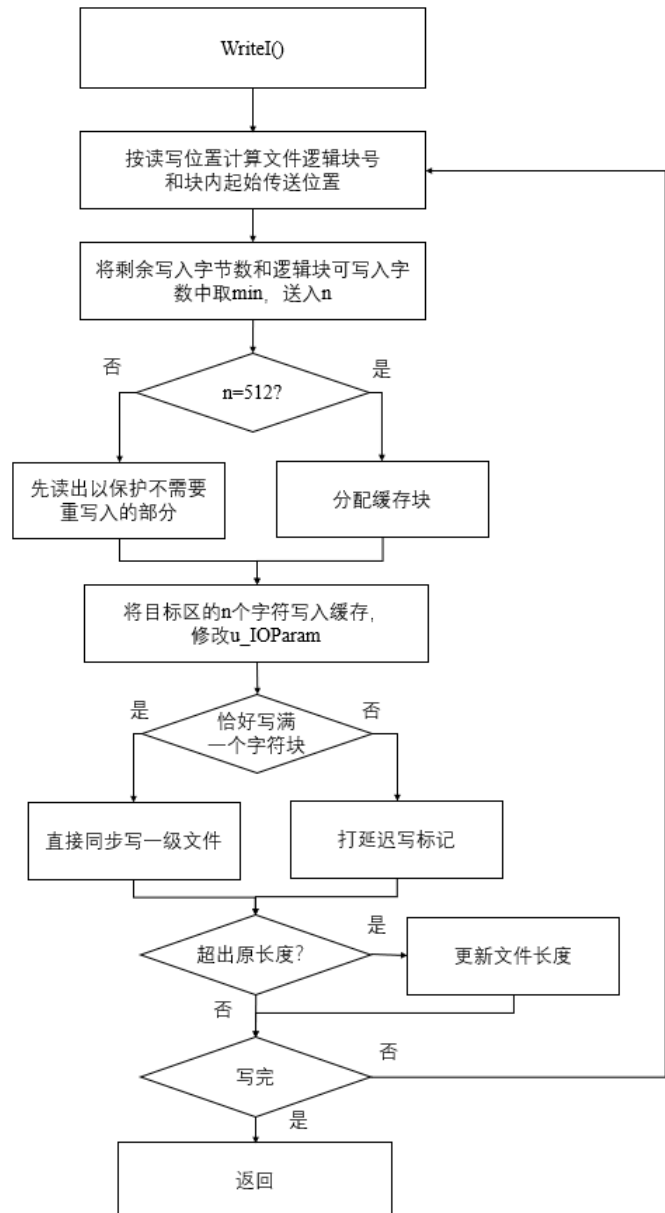 WriteI()
按读写位置计算文件逻辑块号
和块内起始传送位置
将剩余写入字节数和逻辑块可写入字
数中取min，送入n
否
是
n=512?
先读出以保护不需要
重写入的部分
分配缓存块
将目标区的n个字符写入缓存，
修改u_IOParam
是
否
恰好写满
一个字符块
直接同步写一级文件
打延迟写标记
超出原长度?
是
更新文件长度
否
写完
否
是
返回